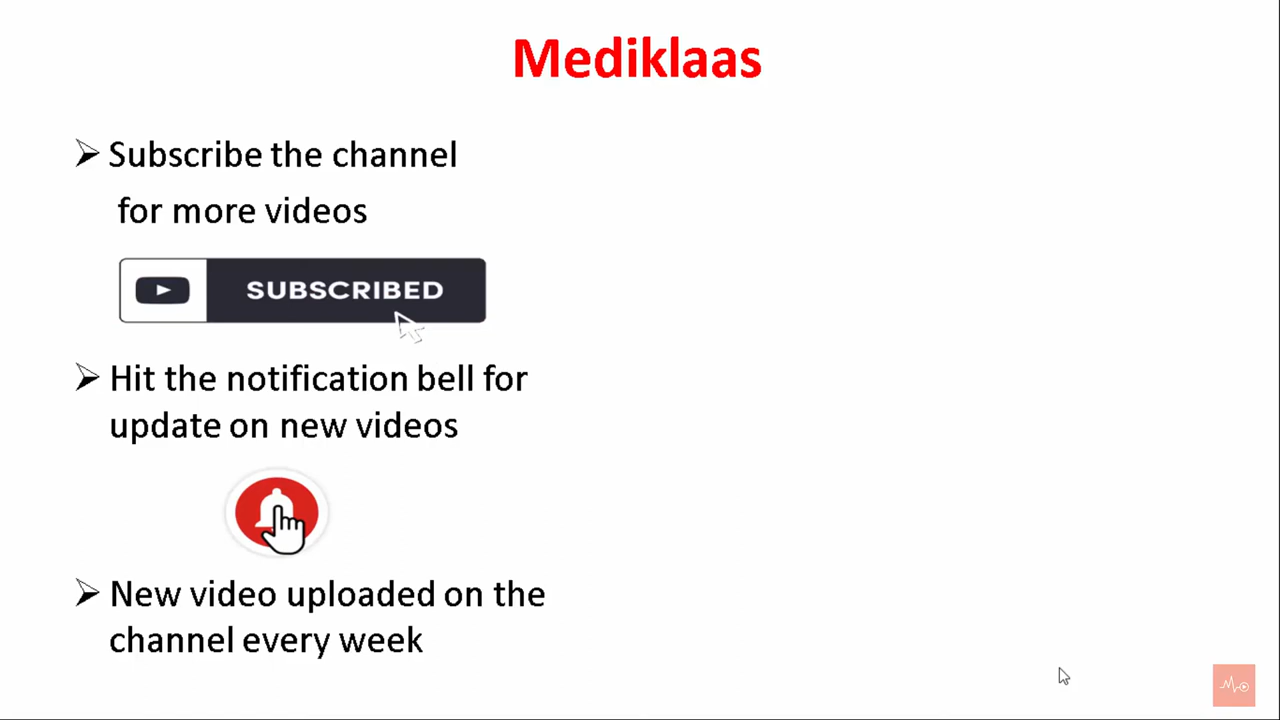 Mediklaas
Subscribe the channel
for more videos
SUBSCRIBED
Hit the notification bell for
update on new videos
New video uploaded on the
channel every week